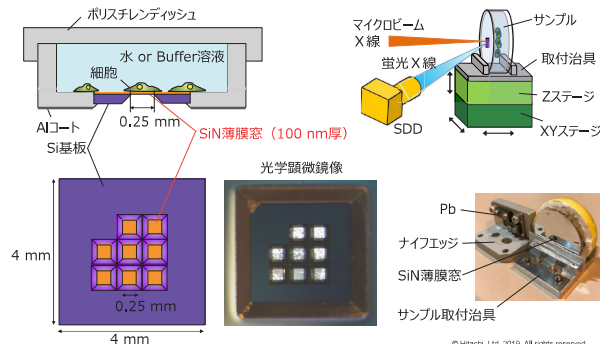 ポリスチレンディッシュ
水 or Buffer溶液
細胞
0.25 mm
Alコート
Si基板
SiN薄膜窓（100 nm厚）
マイクロビーム
X線
サンプル
蛍光X線
取付治具
Zステージ
SDD
XYステージ
光学顕微鏡像
4 mm
0.25 mm
4 mm
Pb
ナイフエッジ
SiN薄膜窓
サンプル取付治具
© Hitachi, Ltd. 2019. All rights reserved.